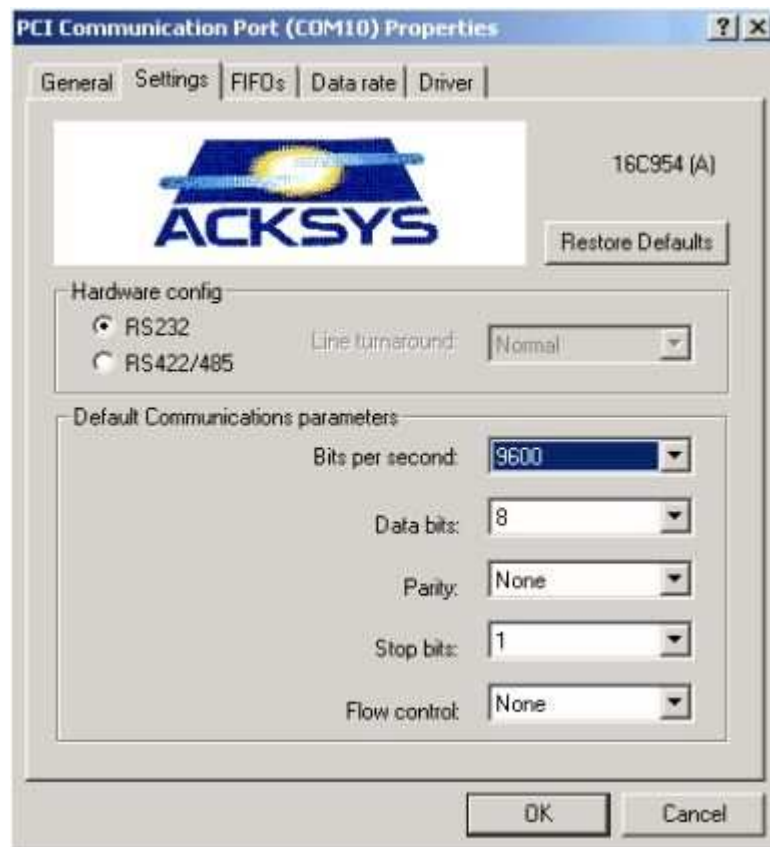 PCI Communication Port (COM10) Properties
General Settings FIFOs Data rate Driver
ACKSYS
16C954 (A)
Restore Defaults
Hardware config
RS232
RS422/485
Line turnaround: Normal
Default Communications parameters
Bits per second: 9600
Data bits: 8
Parity: None
Stop bits: 1
Flow control: None
OK Cancel